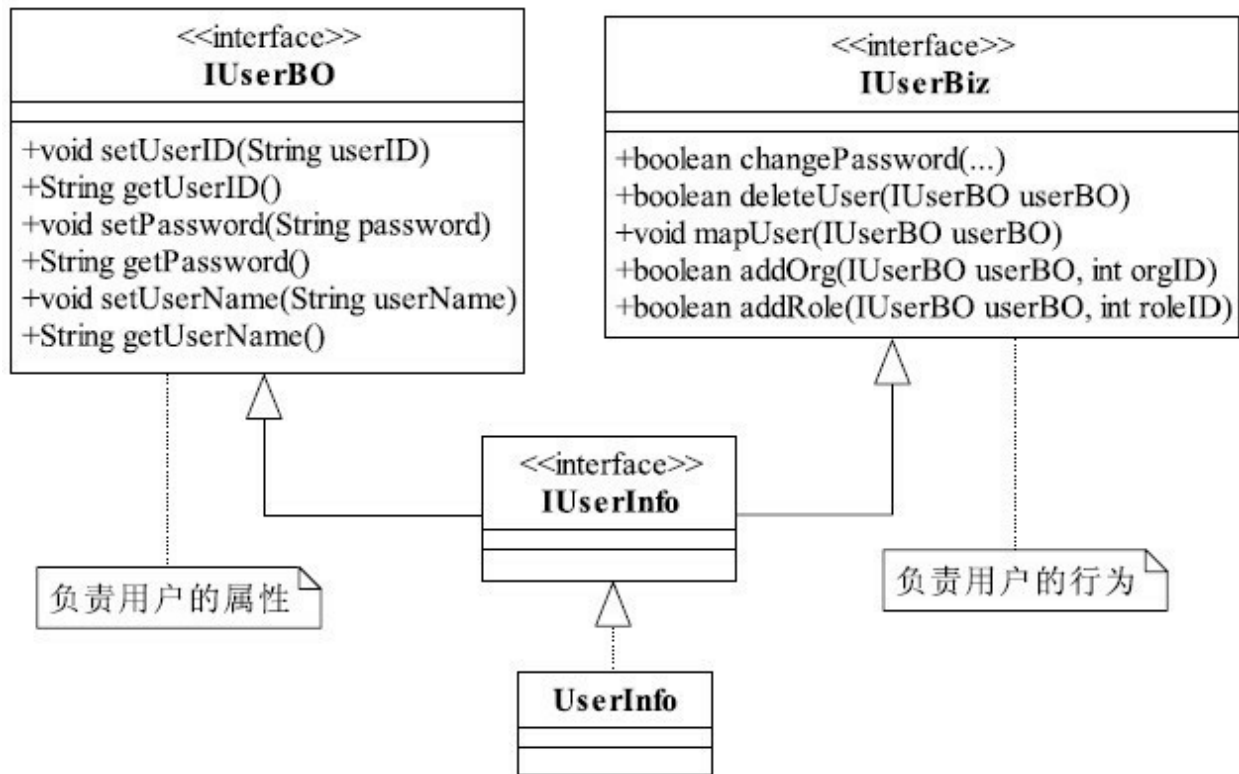 <<interface>>
IUserBO
+void setUserID(String userID)
+String getUserID()
+void setPassword(String password)
+String getPassword()
+void setUserName(String userName)
+String getUserName()
<<interface>>
IUserBiz
+boolean changePassword(...)
+boolean deleteUser(IUserBO userBO)
+void mapUser(IUserBO userBO)
+boolean addOrg(IUserBO userBO, int orgID)
+boolean addRole(IUserBO userBO, int roleID)
<<interface>>
IUserInfo
负责用户的属性
负责用户的行为
UserInfo